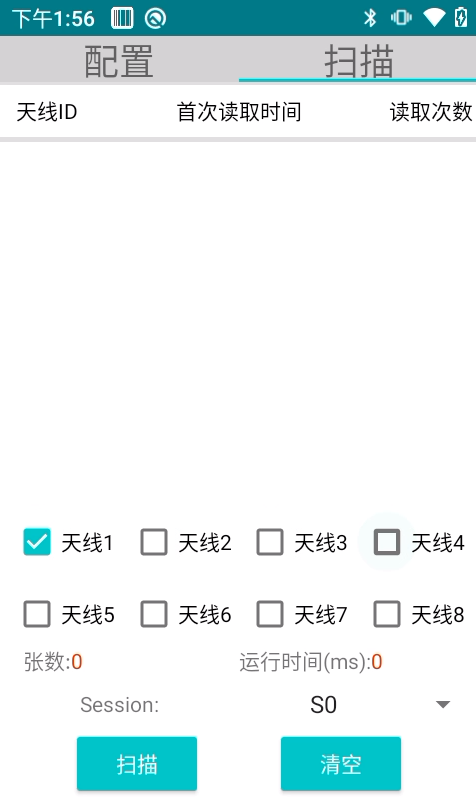 下午1:56
配置 扫描
天线ID 首次读取时间 读取次数
天线1 天线2 天线3 天线4
天线5 天线6 天线7 天线8
张数:0 运行时间(ms):0
Session: S0
扫描 清空